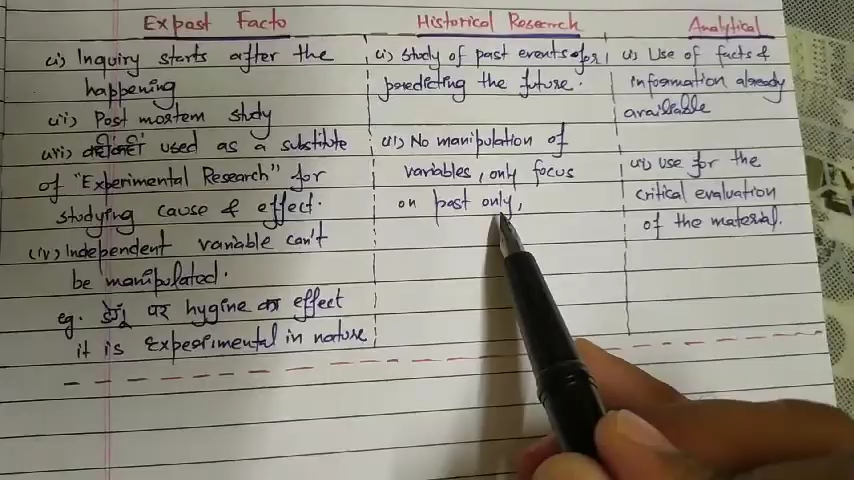 Expast Facto
i) Inquiry starts after the
happening
ii) Post mortem study
iii) used as a substitute
of "Experimental Research" for
studying cause & effect.
(iv) Independent variable can't
be manipulated.
eg. डेंगू पर hygine का effect
it is Experimental in nature
Historical Research
i) Study of past events for
predicting the future.
ii) No manipulation of
variables, only focus
on past only,
Analytical
i) Use of facts &
information already
available
ii) use for the
critical evaluation
of the material.